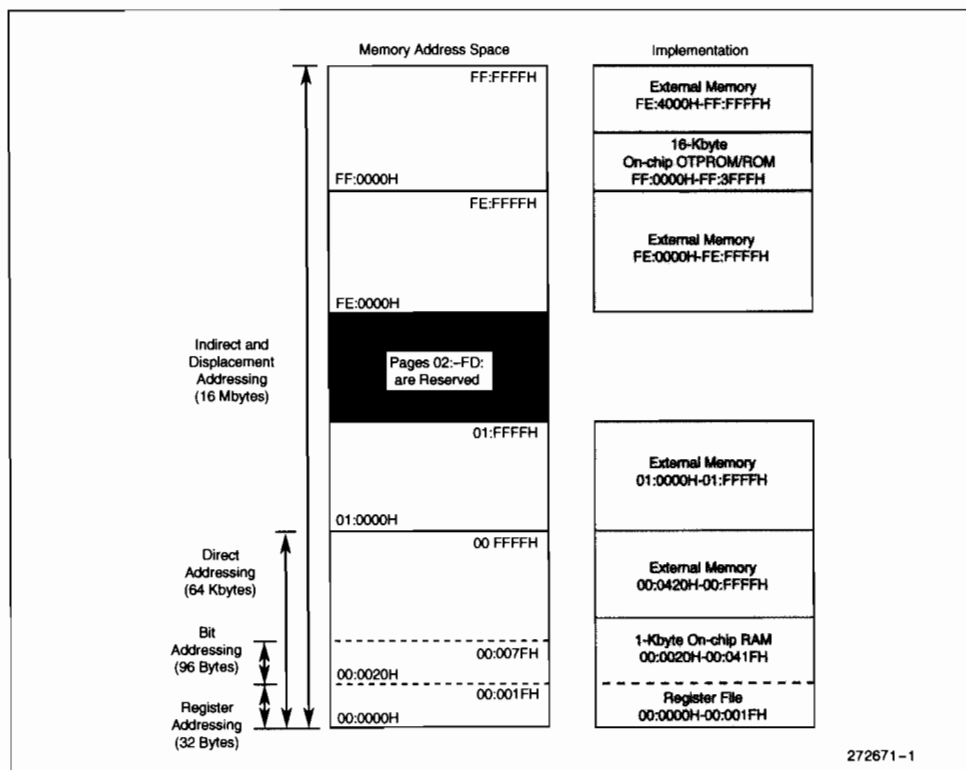 Memory Address Space
Implementation
FF:FFFFH
FF:0000H
FE:FFFFH
FE:0000H
Pages 02:–FD:
are Reserved
01:FFFFH
01:0000H
00 FFFFH
00:007FH
00:0020H
00:001FH
00:0000H
External Memory
FE:4000H-FF:FFFFH
16-Kbyte
On-chip OTPROM/ROM
FF:0000H-FF:3FFFH
External Memory
FE:0000H-FE:FFFFH
External Memory
01:0000H-01:FFFFH
External Memory
00:0420H-00:FFFFH
1-Kbyte On-chip RAM
00:0020H-00:041FH
Register File
00:0000H-00:001FH
Indirect and
Displacement
Addressing
(16 Mbytes)
Direct
Addressing
(64 Kbytes)
Bit
Addressing
(96 Bytes)
Register
Addressing
(32 Bytes)
272671–1